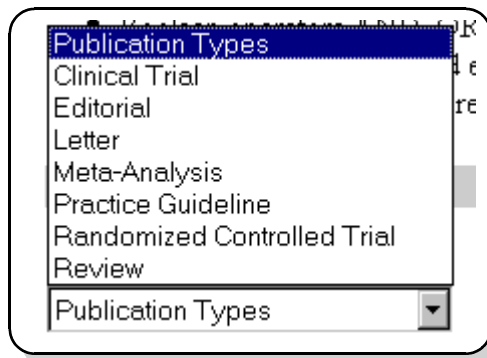 Publication Types
Clinical Trial
Editorial
Letter
Meta-Analysis
Practice Guideline
Randomized Controlled Trial
Review
Publication Types